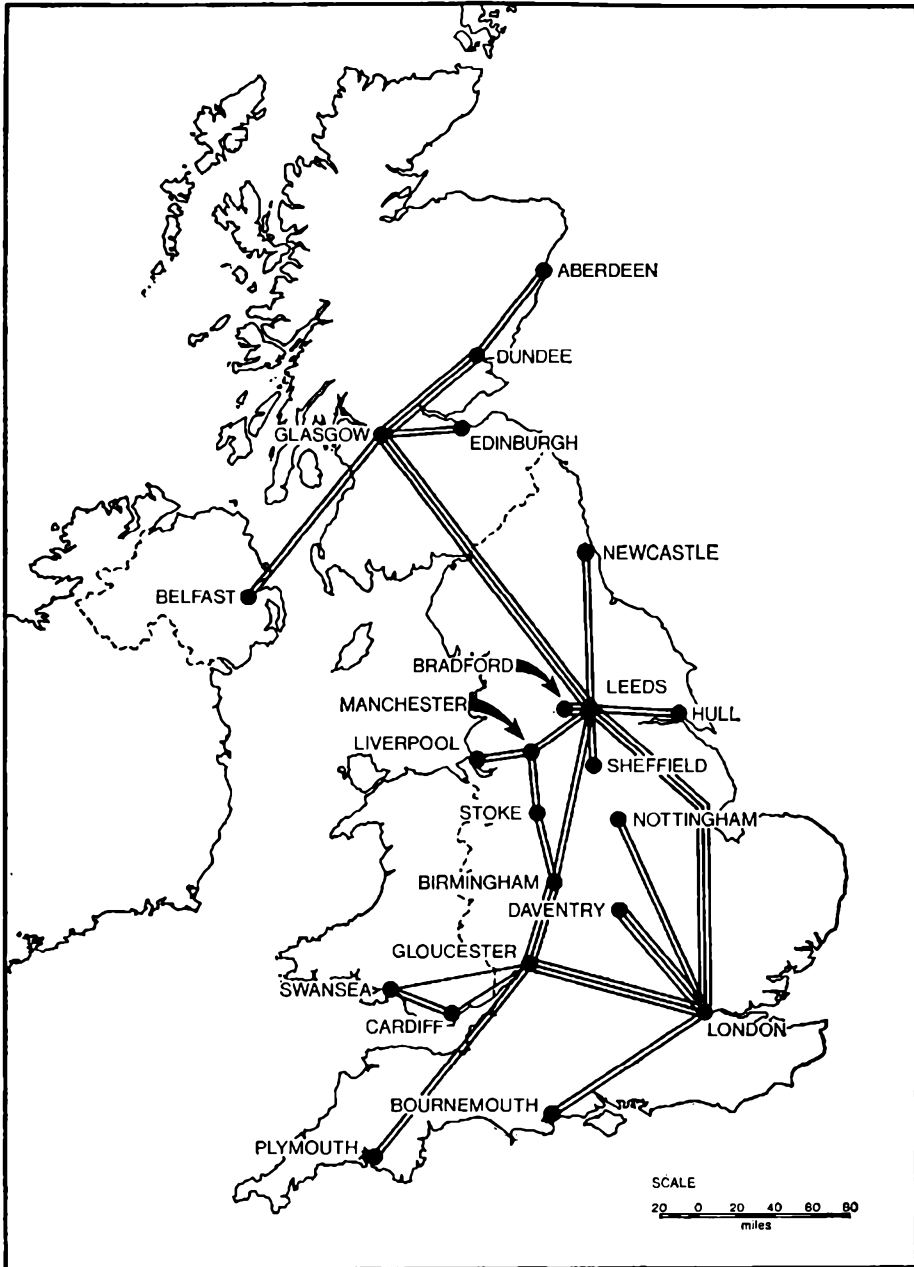 ABERDEEN
DUNDEE
GLASGOW
EDINBURGH
NEWCASTLE
BELFAST
BRADFORD
LEEDS
MANCHESTER
HULL
LIVERPOOL
SHEFFIELD
STOKE
NOTTINGHAM
BIRMINGHAM
DAVENTRY
GLOUCESTER
SWANSEA
CARDIFF
LONDON
BOURNEMOUTH
PLYMOUTH
SCALE
20 0 20 40 60 80
miles